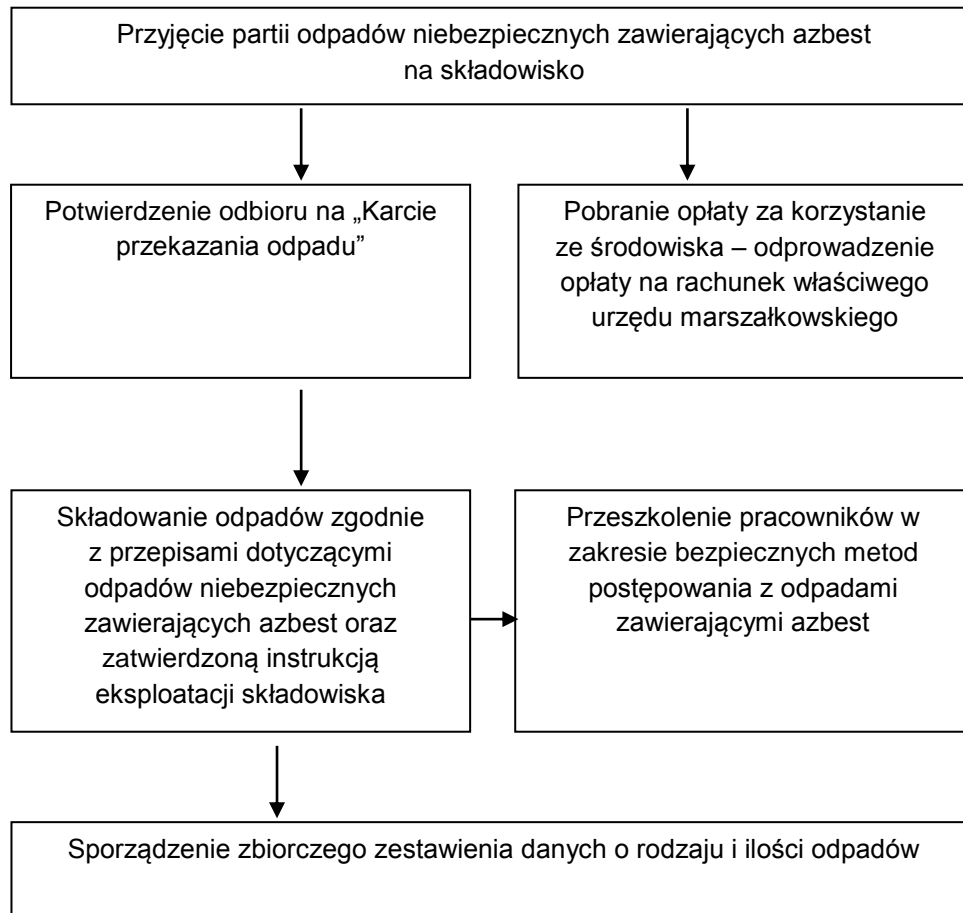 Przyjęcie partii odpadów niebezpiecznych zawierających azbest
na składowisko
Potwierdzenie odbioru na „Karcie
przekazania odpadu”
Pobranie opłaty za korzystanie
ze środowiska – odprowadzenie
opłaty na rachunek właściwego
urzędu marszałkowskiego
Składowanie odpadów zgodnie
z przepisami dotyczącymi
odpadów niebezpiecznych
zawierających azbest oraz
zatwierdzoną instrukcją
eksploatacji składowiska
Przeszkolenie pracowników w
zakresie bezpiecznych metod
postępowania z odpadami
zawierającymi azbest
Sporządzenie zbiorczego zestawienia danych o rodzaju i ilości odpadów